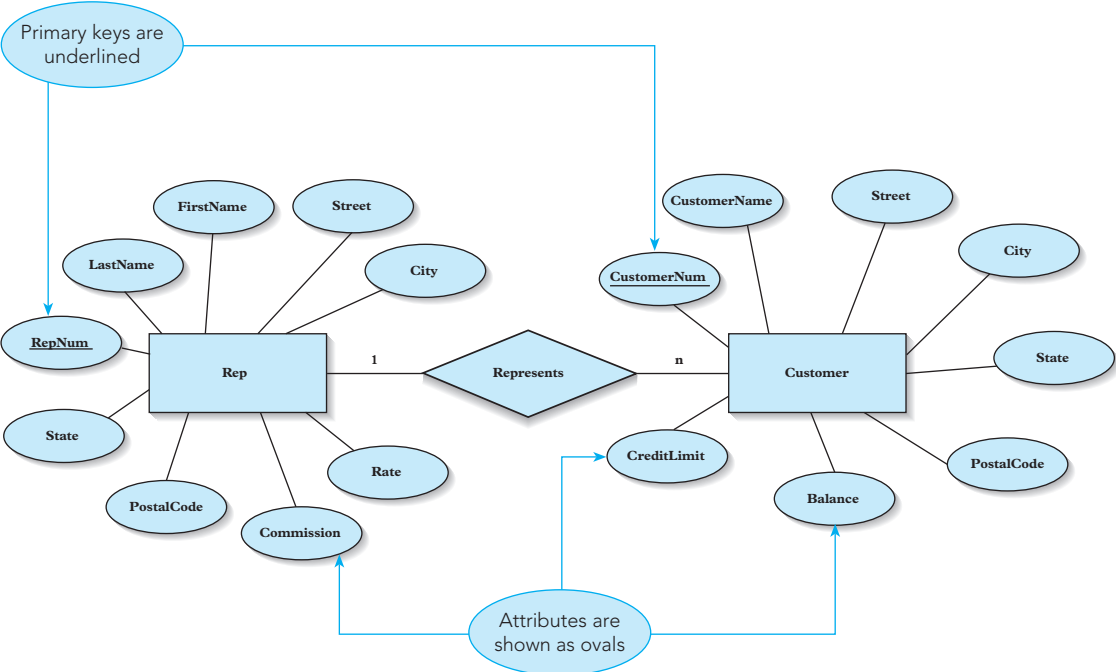 Primary keys are
underlined
FirstName
Street
LastName
City
RepNum
Rep
State
PostalCode
Commission
Rate
1
Represents
n
CustomerName
Street
CustomerNum
City
Customer
State
CreditLimit
PostalCode
Balance
Attributes are
shown as ovals